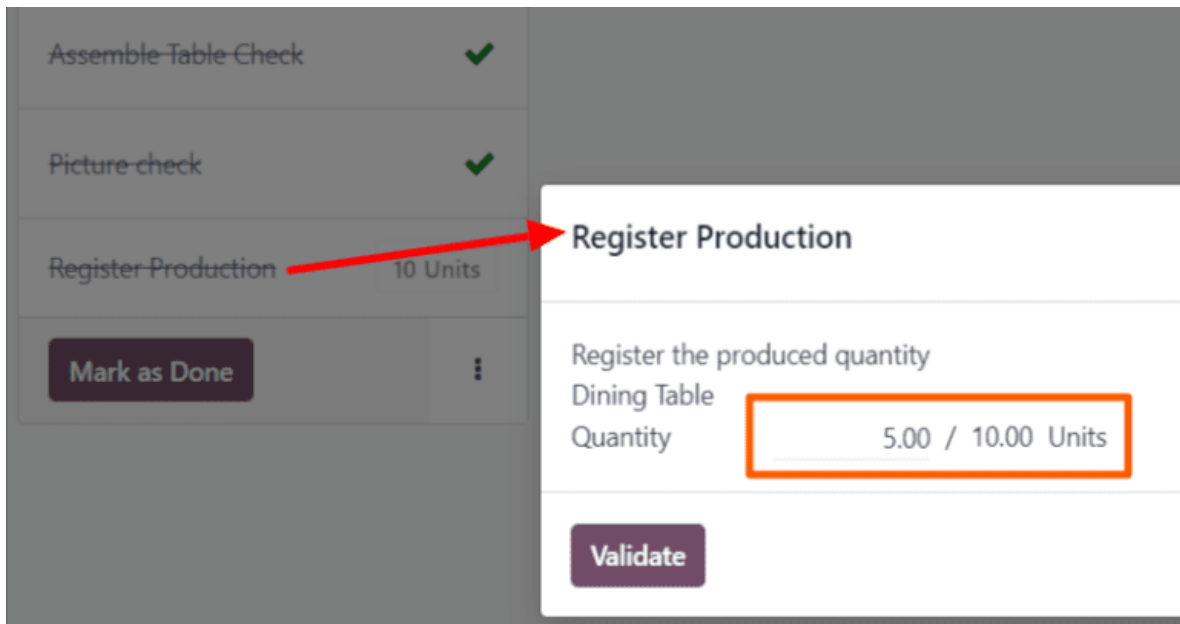 Assemble Table Check
Picture check
Register Production 10 Units
Mark as Done
Register Production
Register the produced quantity
Dining Table
Quantity 5.00 / 10.00 Units
Validate